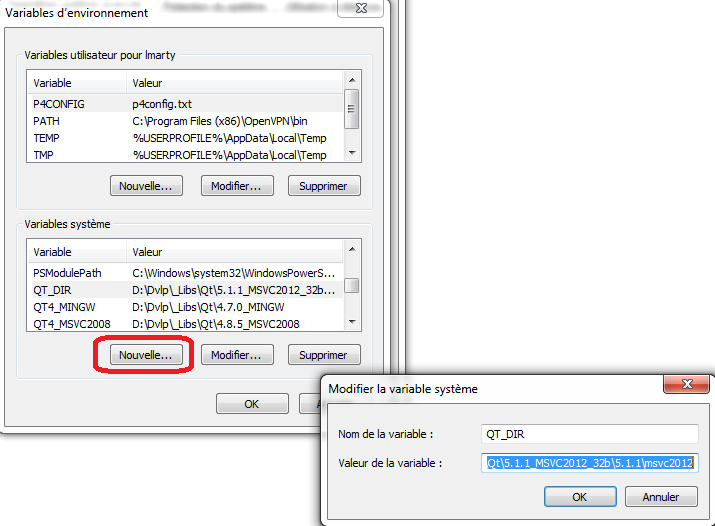 Variables d'environnement
Variables utilisateur pour lmarty
Variable Valeur
P4CONFIG p4config.txt
PATH C:\Program Files (x86)\OpenVPN\bin
TEMP %USERPROFILE%\AppData\Local\Temp
TMP %USERPROFILE%\AppData\Local\Temp
Nouvelle... Modifier... Supprimer
Variables système
Variable Valeur
PSModulePath C:\Windows\system32\WindowsPowerS...
QT_DIR D:\Dvlp\_Libs\Qt\5.1.1_MSVC2012_32b...
QT4_MINGW D:\Dvlp\_Libs\Qt\4.7.0_MINGW
QT4_MSVC2008 D:\Dvlp\_Libs\Qt\4.8.5_MSVC2008
Nouvelle... Modifier... Supprimer
OK
Modifier la variable système
Nom de la variable : QT_DIR
Valeur de la variable : Qt\5.1.1_MSVC2012_32b\5.1.1\msvc2012
OK Annuler